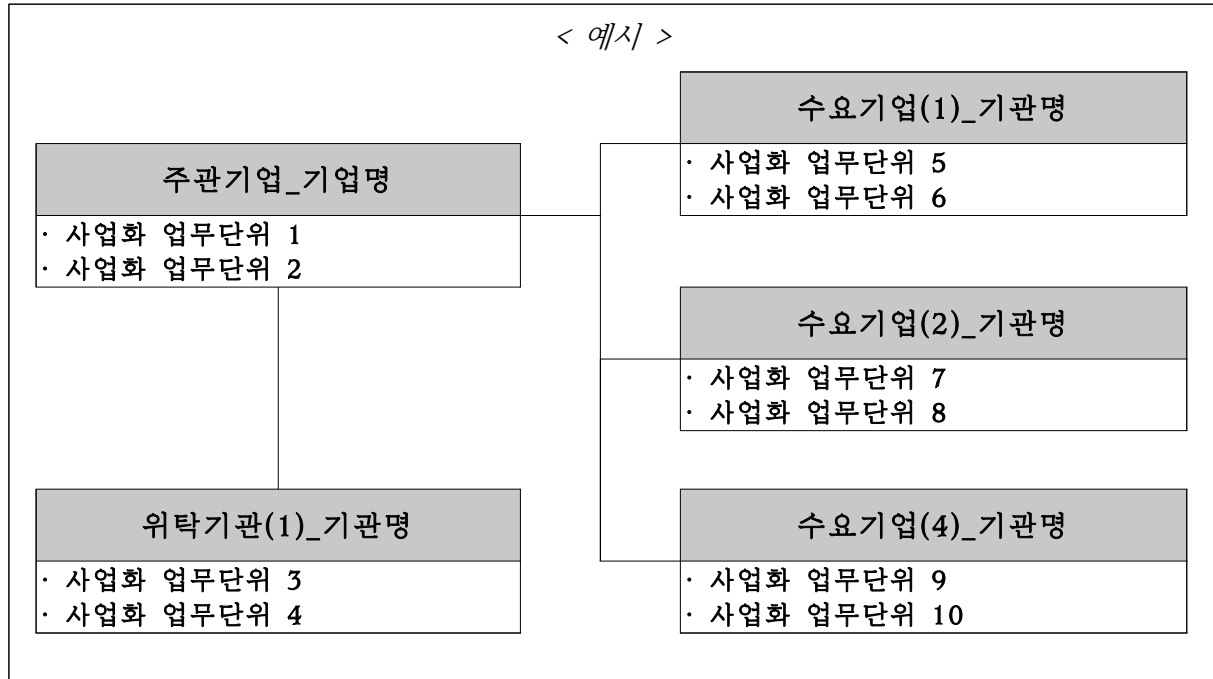 < 예시 >
주관기업_기업명
· 사업화 업무단위 1
· 사업화 업무단위 2
위탁기관(1)_기관명
· 사업화 업무단위 3
· 사업화 업무단위 4
수요기업(1)_기관명
· 사업화 업무단위 5
· 사업화 업무단위 6
수요기업(2)_기관명
· 사업화 업무단위 7
· 사업화 업무단위 8
수요기업(4)_기관명
· 사업화 업무단위 9
· 사업화 업무단위 10